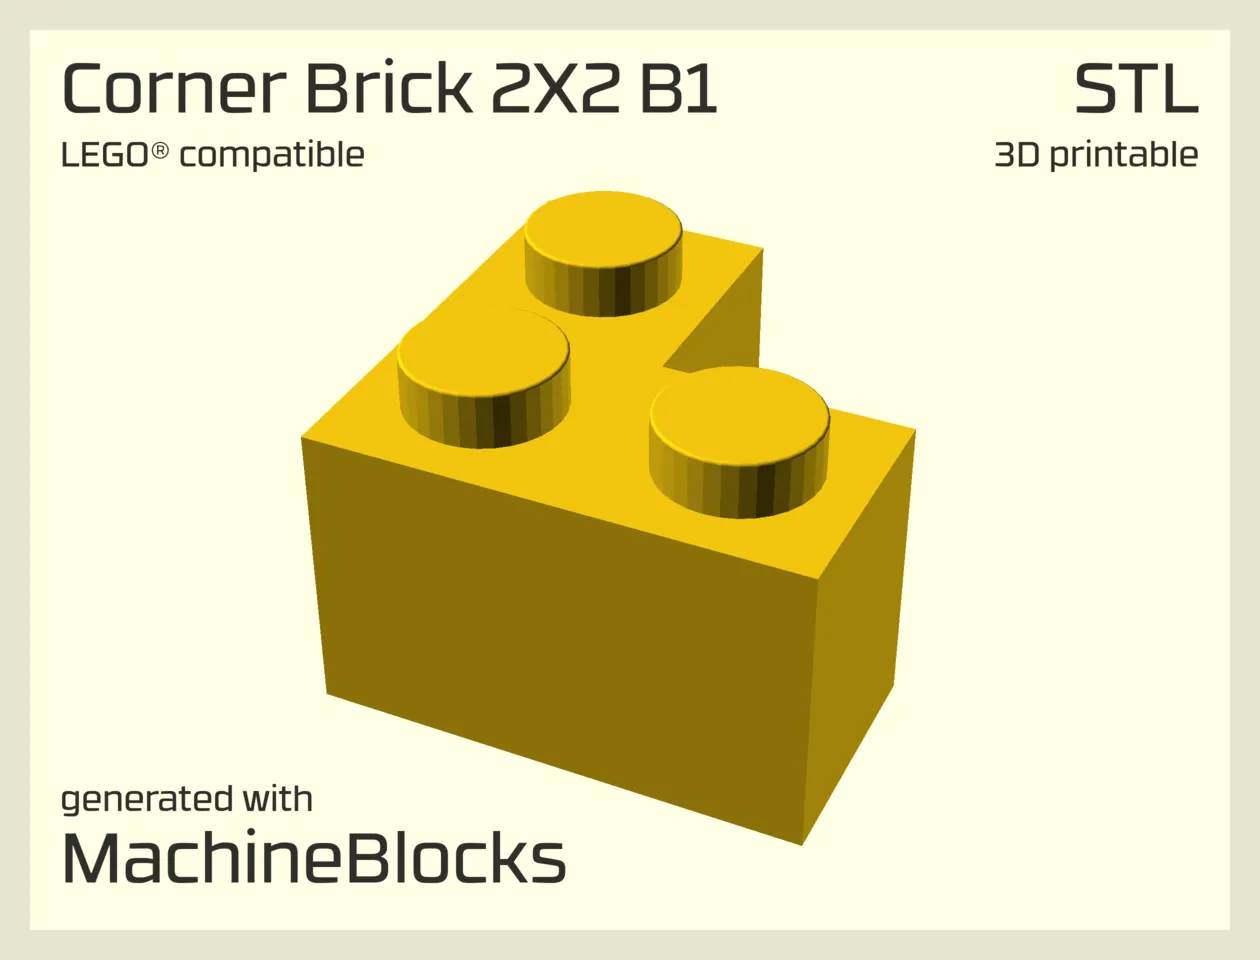 Corner Brick 2X2 B1
LEGO® compatible
STL
3D printable
generated with
MachineBlocks